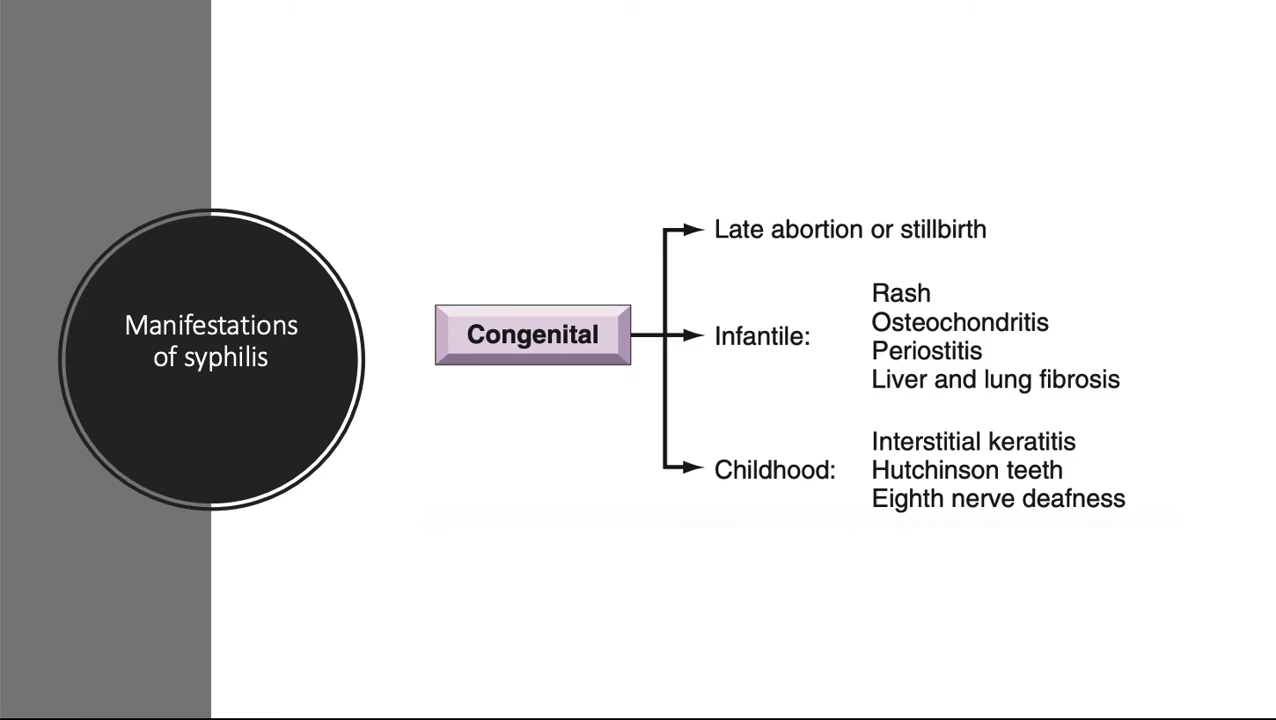 Manifestations
of syphilis
Congenital
Late abortion or stillbirth
Infantile:
Rash
Osteochondritis
Periostitis
Liver and lung fibrosis
Childhood:
Interstitial keratitis
Hutchinson teeth
Eighth nerve deafness